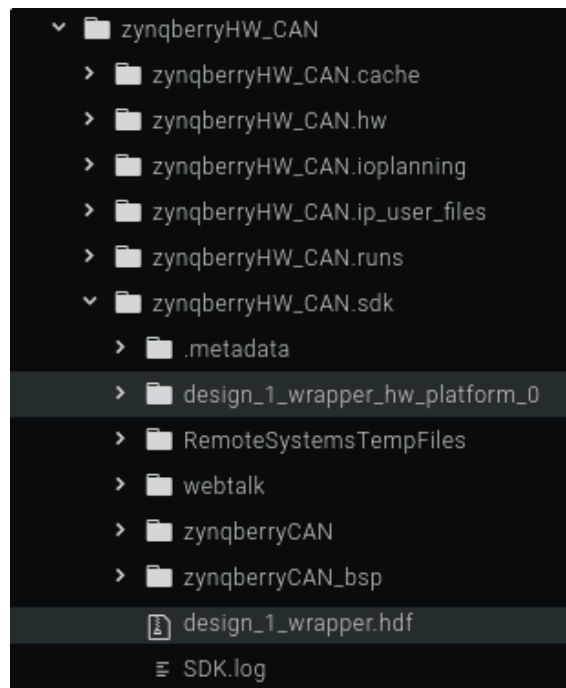 zynqberryHW_CAN
zynqberryHW_CAN.cache
zynqberryHW_CAN.hw
zynqberryHW_CAN.ioplanning
zynqberryHW_CAN.ip_user_files
zynqberryHW_CAN.runs
zynqberryHW_CAN.sdk
.metadata
design_1_wrapper_hw_platform_0
RemoteSystemsTempFiles
webtalk
zynqberryCAN
zynqberryCAN_bsp
design_1_wrapper.hdf
SDK.log